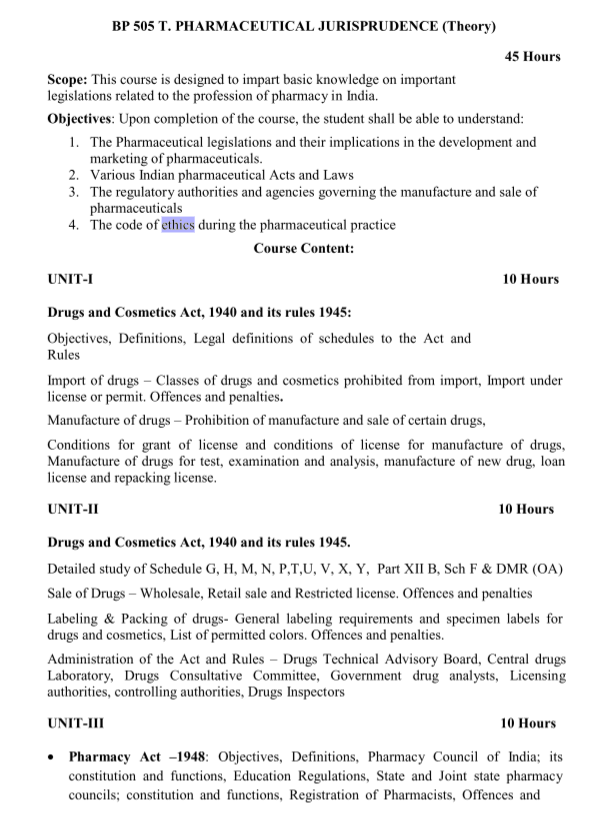 BP 505 T. PHARMACEUTICAL JURISPRUDENCE (Theory)
45 Hours
Scope: This course is designed to impart basic knowledge on important
legislations related to the profession of pharmacy in India.
Objectives: Upon completion of the course, the student shall be able to understand:
1. The Pharmaceutical legislations and their implications in the development and
marketing of pharmaceuticals.
2. Various Indian pharmaceutical Acts and Laws
3. The regulatory authorities and agencies governing the manufacture and sale of
pharmaceuticals
4. The code of ethics during the pharmaceutical practice
Course Content:
UNIT-I 10 Hours
Drugs and Cosmetics Act, 1940 and its rules 1945:
Objectives, Definitions, Legal definitions of schedules to the Act and
Rules
Import of drugs – Classes of drugs and cosmetics prohibited from import, Import under
license or permit. Offences and penalties.
Manufacture of drugs – Prohibition of manufacture and sale of certain drugs,
Conditions for grant of license and conditions of license for manufacture of drugs,
Manufacture of drugs for test, examination and analysis, manufacture of new drug, loan
license and repacking license.
UNIT-II 10 Hours
Drugs and Cosmetics Act, 1940 and its rules 1945.
Detailed study of Schedule G, H, M, N, P,T,U, V, X, Y, Part XII B, Sch F & DMR (OA)
Sale of Drugs – Wholesale, Retail sale and Restricted license. Offences and penalties
Labeling & Packing of drugs- General labeling requirements and specimen labels for
drugs and cosmetics, List of permitted colors. Offences and penalties.
Administration of the Act and Rules – Drugs Technical Advisory Board, Central drugs
Laboratory, Drugs Consultative Committee, Government drug analysts, Licensing
authorities, controlling authorities, Drugs Inspectors
UNIT-III 10 Hours
• Pharmacy Act –1948: Objectives, Definitions, Pharmacy Council of India; its
constitution and functions, Education Regulations, State and Joint state pharmacy
councils; constitution and functions, Registration of Pharmacists, Offences and